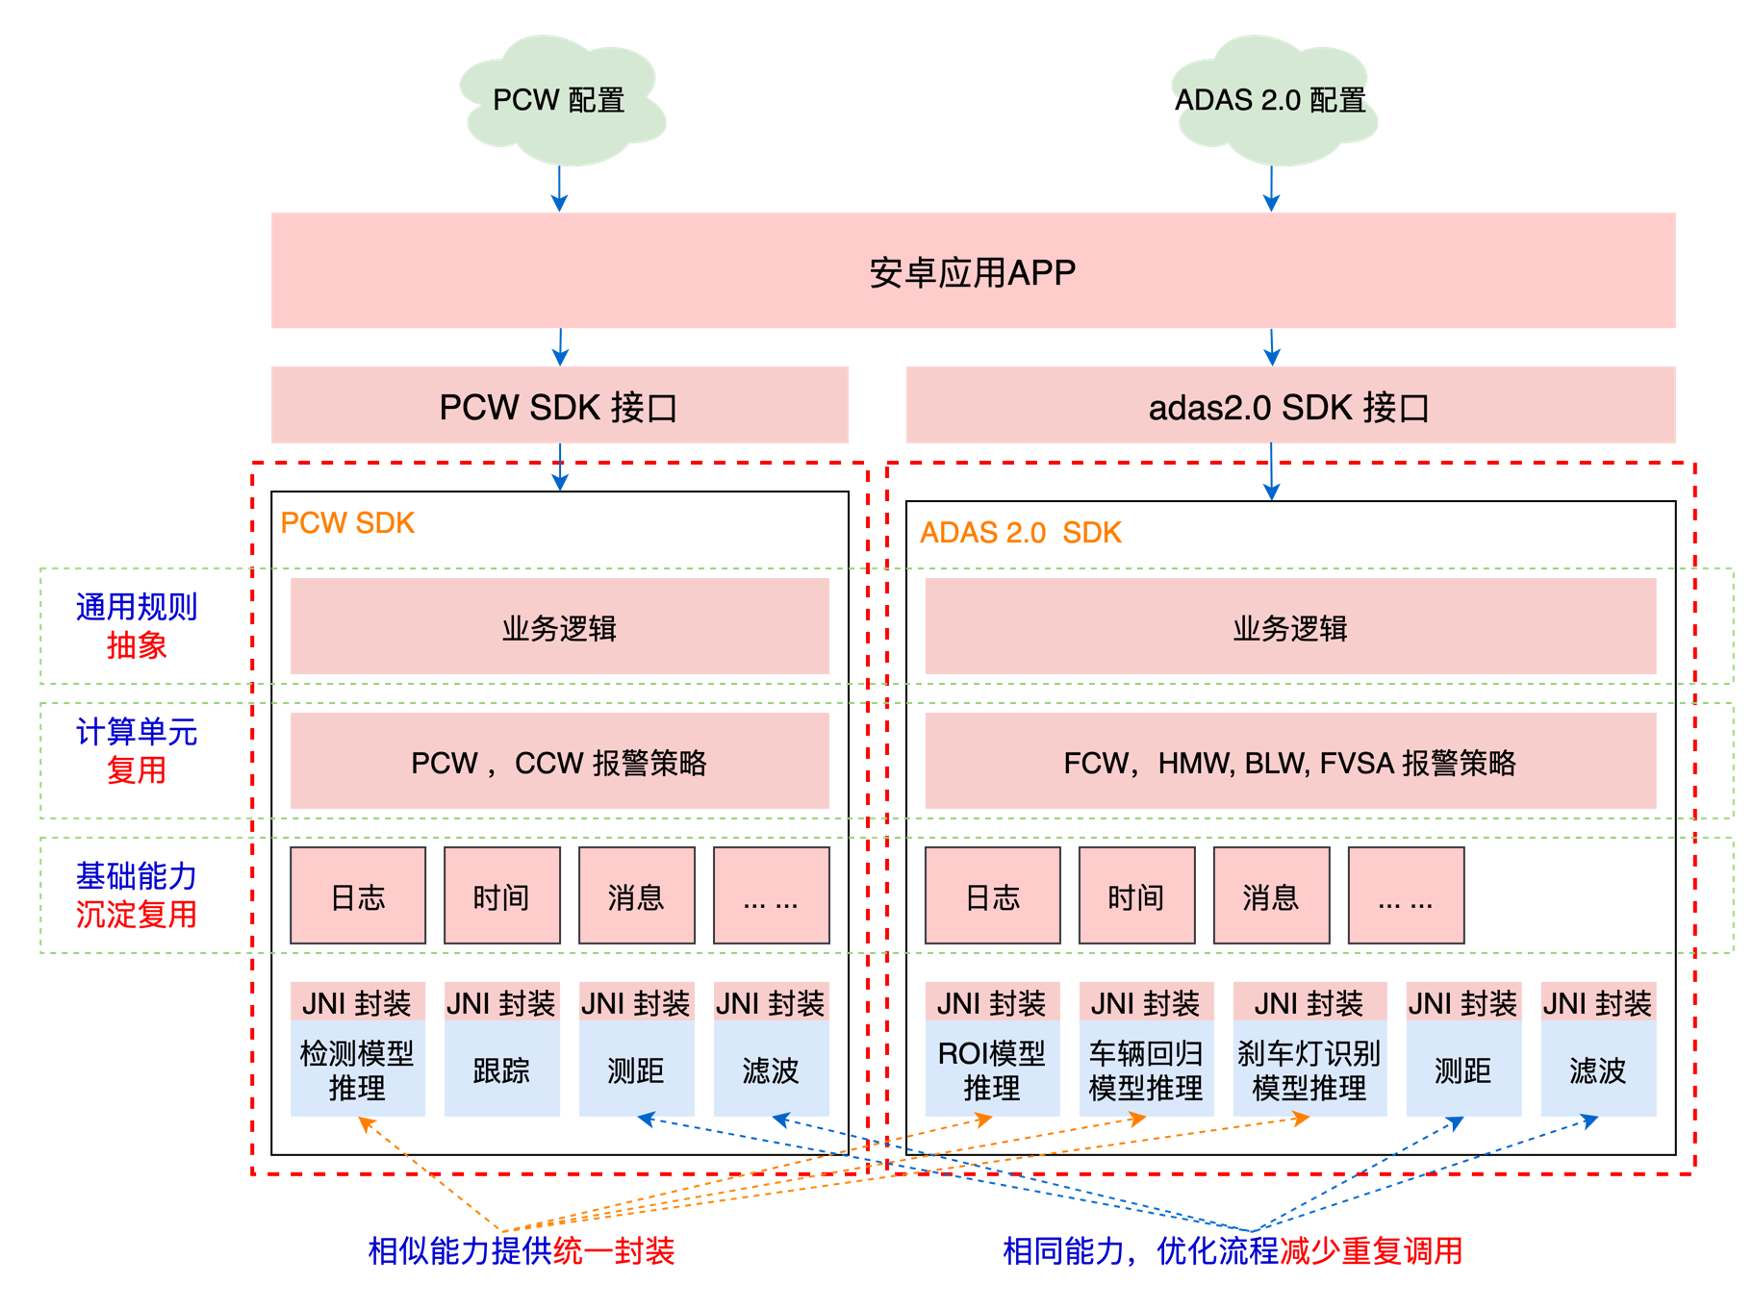 PCW 配置
ADAS 2.0 配置
安卓应用APP
PCW SDK 接口
adas2.0 SDK 接口
PCW SDK
ADAS 2.0 SDK
通用规则
抽象
业务逻辑
业务逻辑
计算单元
复用
PCW ，CCW 报警策略
FCW，HMW, BLW, FVSA 报警策略
基础能力
沉淀复用
日志
时间
消息
... ...
日志
时间
消息
... ...
JNI 封装
检测模型
推理
JNI 封装
跟踪
JNI 封装
测距
JNI 封装
滤波
JNI 封装
ROI模型
推理
JNI 封装
车辆回归
模型推理
JNI 封装
刹车灯识别
模型推理
JNI 封装
测距
JNI 封装
滤波
相似能力提供统一封装
相同能力，优化流程减少重复调用